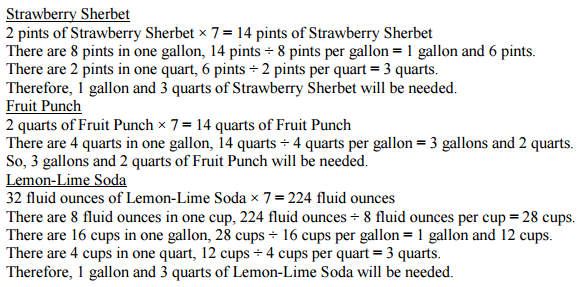 Strawberry Sherbet
2 pints of Strawberry Sherbet × 7 = 14 pints of Strawberry Sherbet
There are 8 pints in one gallon, 14 pints ÷ 8 pints per gallon = 1 gallon and 6 pints.
There are 2 pints in one quart, 6 pints ÷ 2 pints per quart = 3 quarts.
Therefore, 1 gallon and 3 quarts of Strawberry Sherbet will be needed.
Fruit Punch
2 quarts of Fruit Punch × 7 = 14 quarts of Fruit Punch
There are 4 quarts in one gallon, 14 quarts ÷ 4 quarts per gallon = 3 gallons and 2 quarts.
So, 3 gallons and 2 quarts of Fruit Punch will be needed.
Lemon-Lime Soda
32 fluid ounces of Lemon-Lime Soda × 7 = 224 fluid ounces
There are 8 fluid ounces in one cup, 224 fluid ounces ÷ 8 fluid ounces per cup = 28 cups.
There are 16 cups in one gallon, 28 cups ÷ 16 cups per gallon = 1 gallon and 12 cups.
There are 4 cups in one quart, 12 cups ÷ 4 cups per quart = 3 quarts.
Therefore, 1 gallon and 3 quarts of Lemon-Lime Soda will be needed.